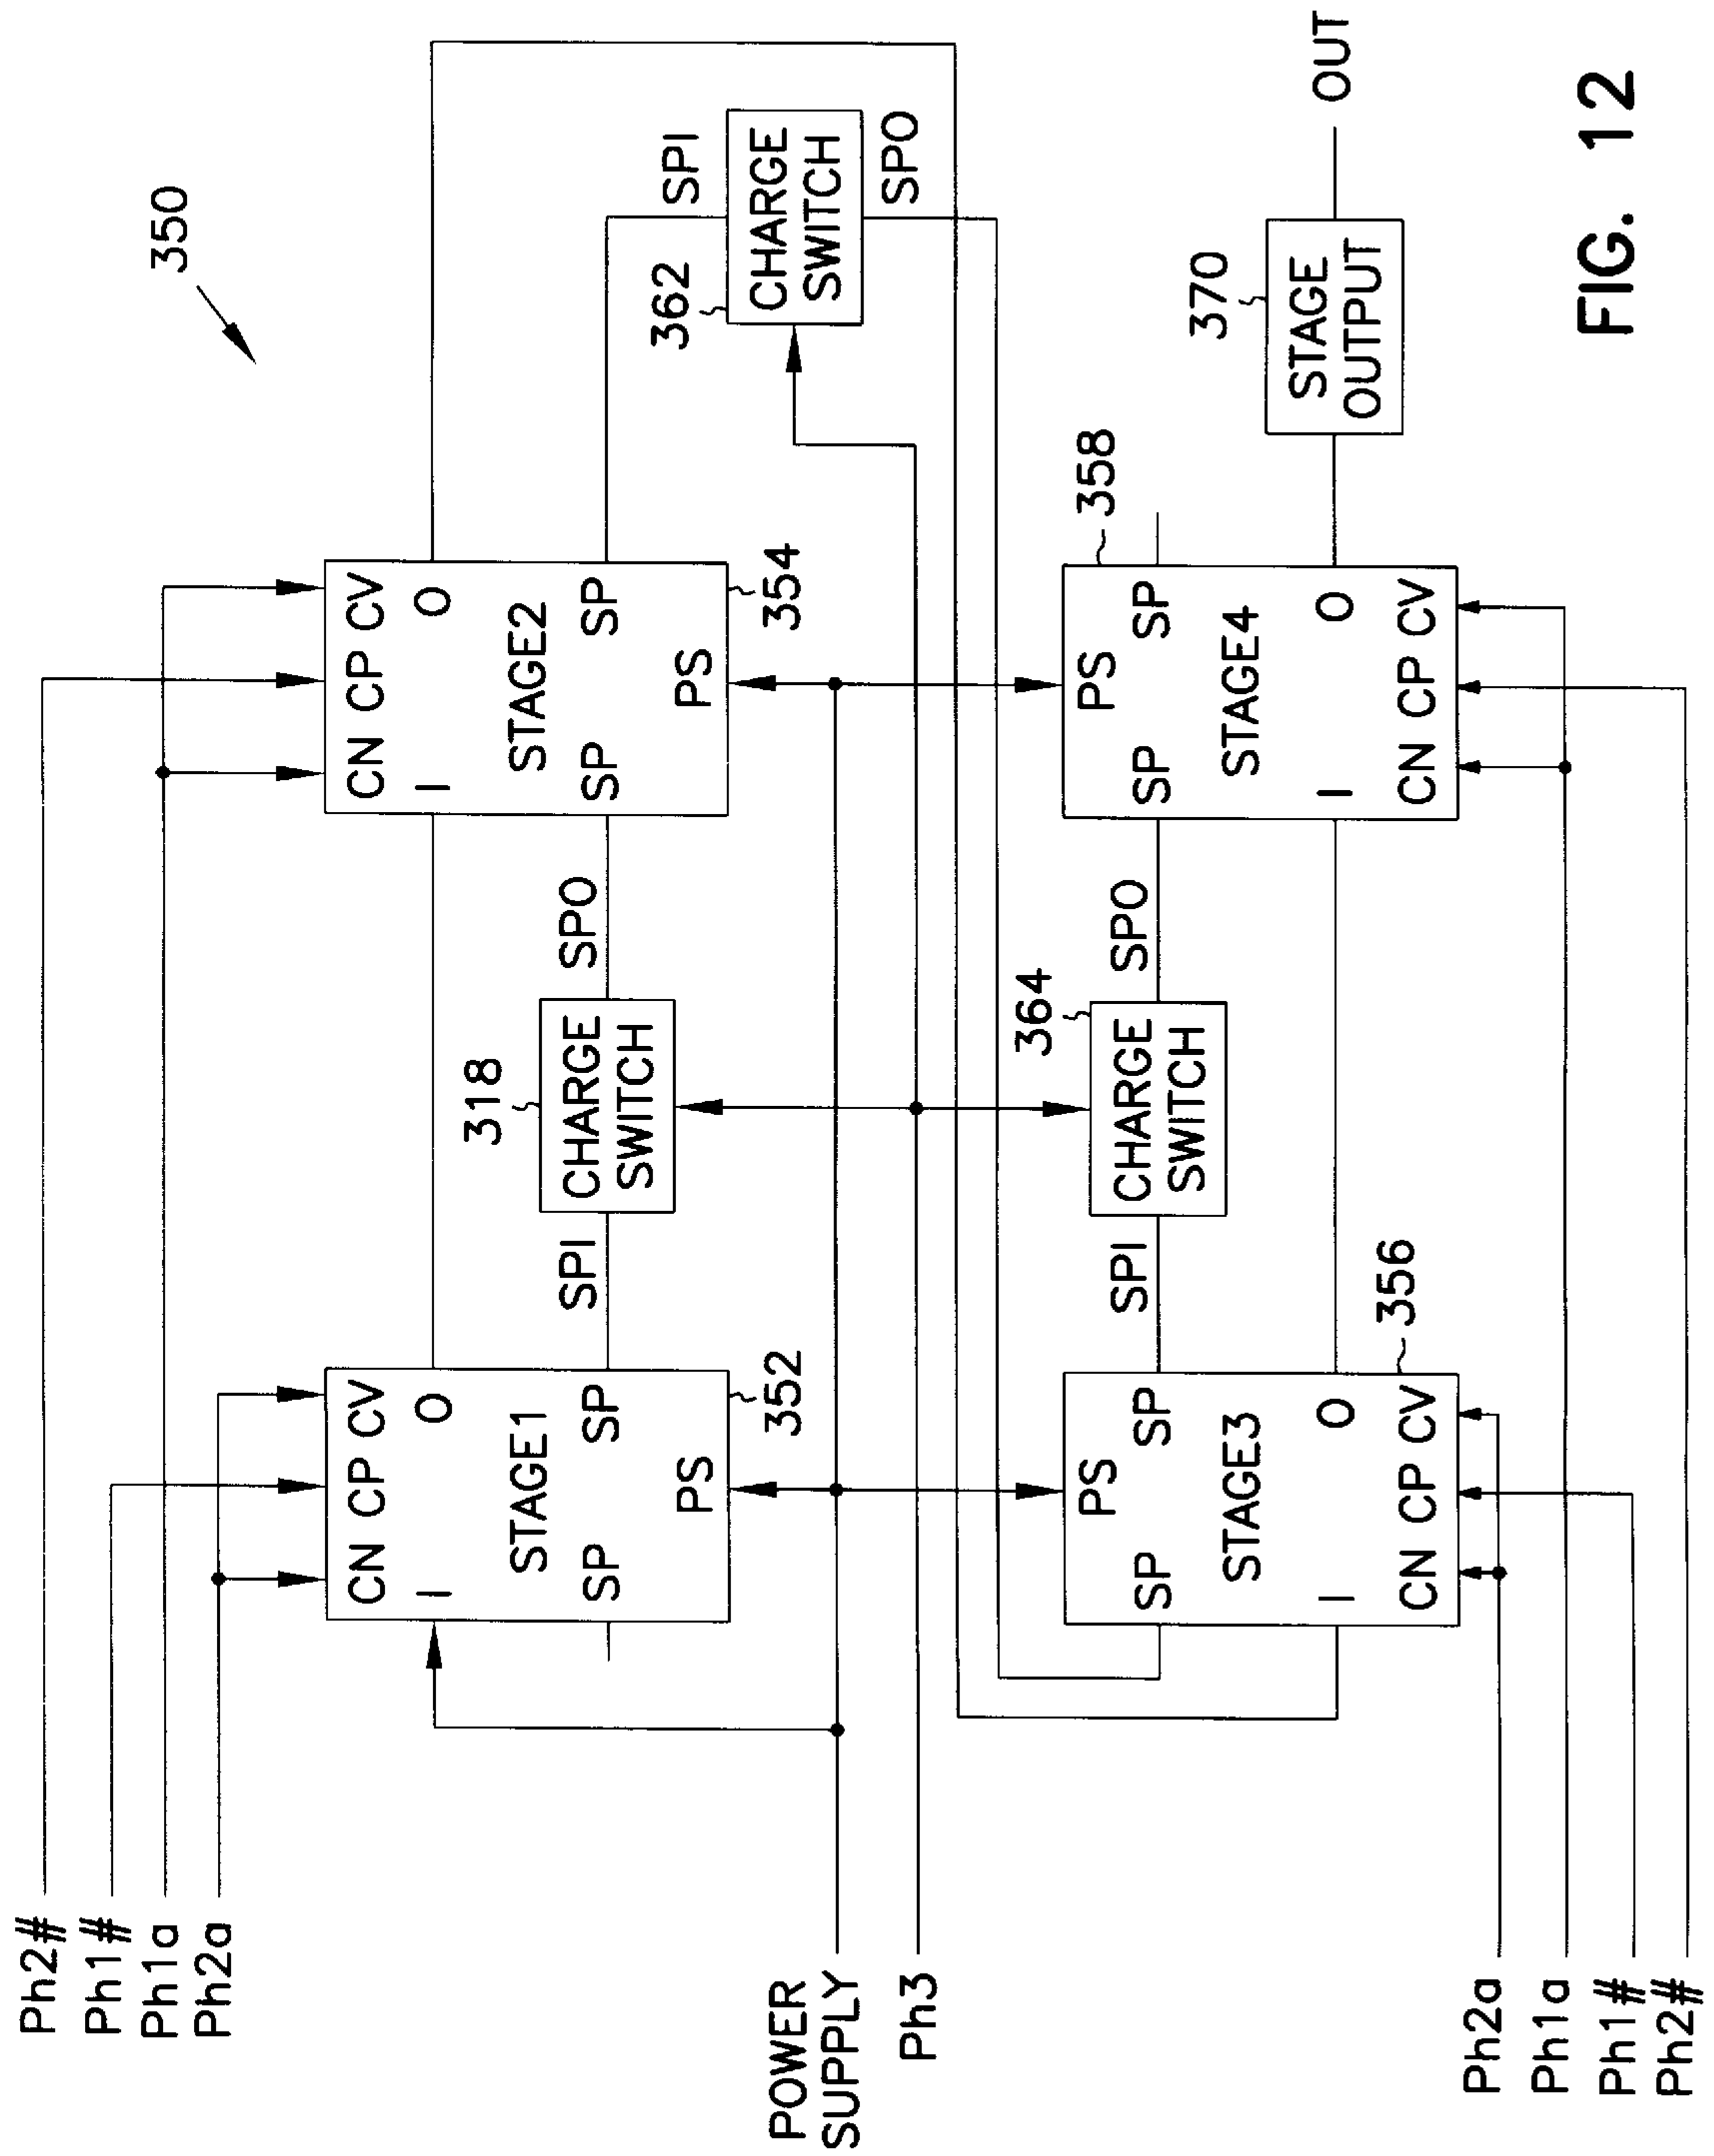 350
Ph2#
Ph1#
Ph1a
Ph2a
CN CP CV
I O
STAGE1
SP SP
PS
352
318
CHARGE
SWITCH
SPI
SPO
CN CP CV
I O
STAGE2
SP SP
PS
354
SPI
362
CHARGE
SWITCH
SPO
POWER
SUPPLY
Ph3
PS
SP SP
STAGE3
I O
CN CP CV
356
SPI
364
CHARGE
SWITCH
SPO
358
PS
SP SP
STAGE4
I O
CN CP CV
370
STAGE
OUTPUT
OUT
Ph2a
Ph1a
Ph1#
Ph2#
FIG. 12